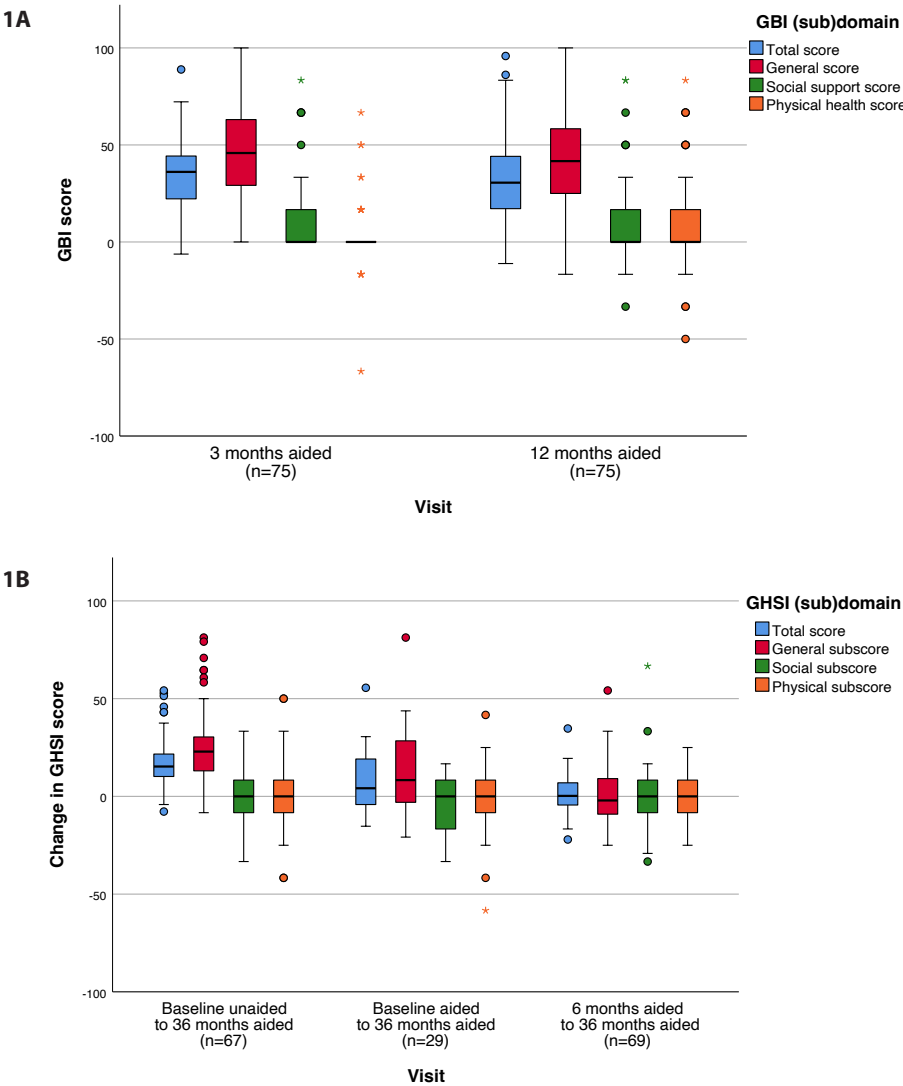 1A
GBI (sub)domain
Total score
General score
Social support score
Physical health score
100
50
0
-50
-100
GBI score
3 months aided
(n=75)
12 months aided
(n=75)
Visit
1B
GHSI (sub)domain
Total score
General subscore
Social subscore
Physical subscore
100
50
0
-50
-100
Change in GHSI score
Baseline unaided
to 36 months aided
(n=67)
Baseline aided
to 36 months aided
(n=29)
6 months aided
to 36 months aided
(n=69)
Visit